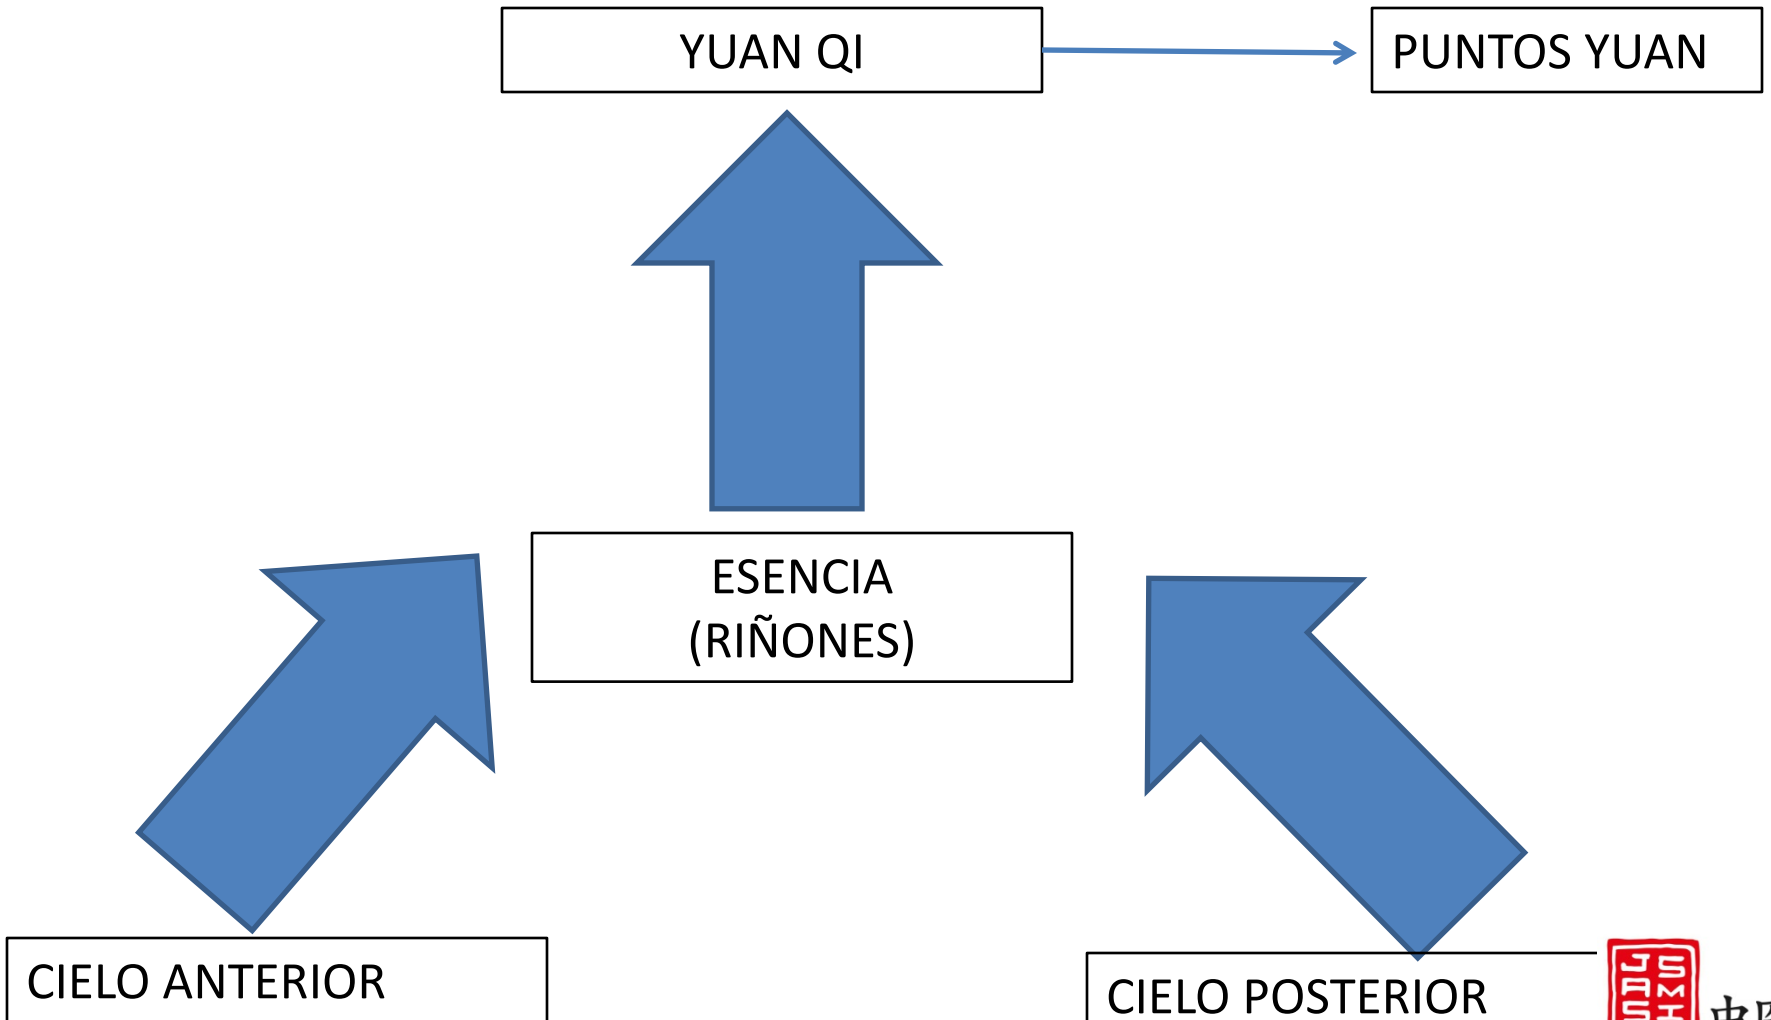 YUAN QI
PUNTOS YUAN
ESENCIA
(RIÑONES)
CIELO ANTERIOR
CIELO POSTERIOR